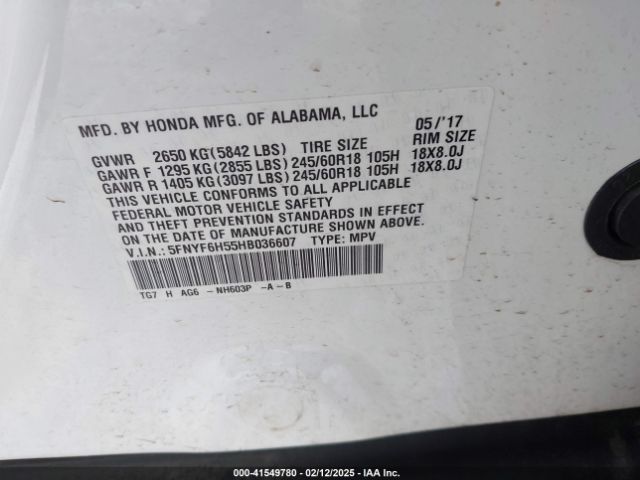 MFD. BY HONDA MFG. OF ALABAMA, LLC 05/'17
GVWR 2650 KG(5842 LBS) TIRE SIZE RIM SIZE
GAWR F 1295 KG(2855 LBS)245/60R18 105H 18X8.0J
GAWR R 1405 KG(3097 LBS)245/60R18 105H 18X8.0J
THIS VEHICLE CONFORMS TO ALL APPLICABLE
FEDERAL MOTOR VEHICLE SAFETY
AND THEFT PREVENTION STANDARDS IN EFFECT
ON THE DATE OF MANUFACTURE SHOWN ABOVE.
V.I.N.: 5FNYF6H55HB036607 TYPE: MPV
TG7 H AG6 -NH603P -A-B
000-41549780 - 02/12/2025 - IAA Inc.